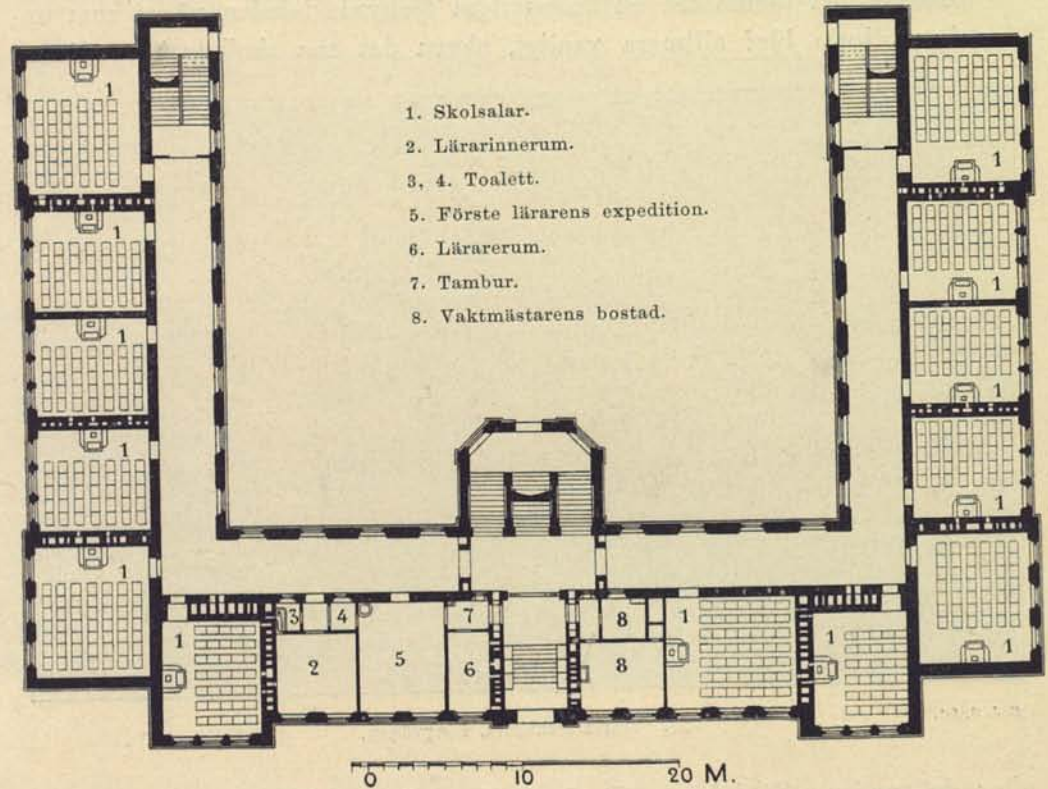 1
1. Skolsalar.
2. Lärarinnerum.
3, 4. Toalett.
5. Förste lärarens expedition.
6. Lärarerum.
7. Tambur.
8. Vaktmästarens bostad.
1
1
1
1
1
1
1
1
1
1 3 4 7 8 1 1
2 5 6 8
0 10 20 M.